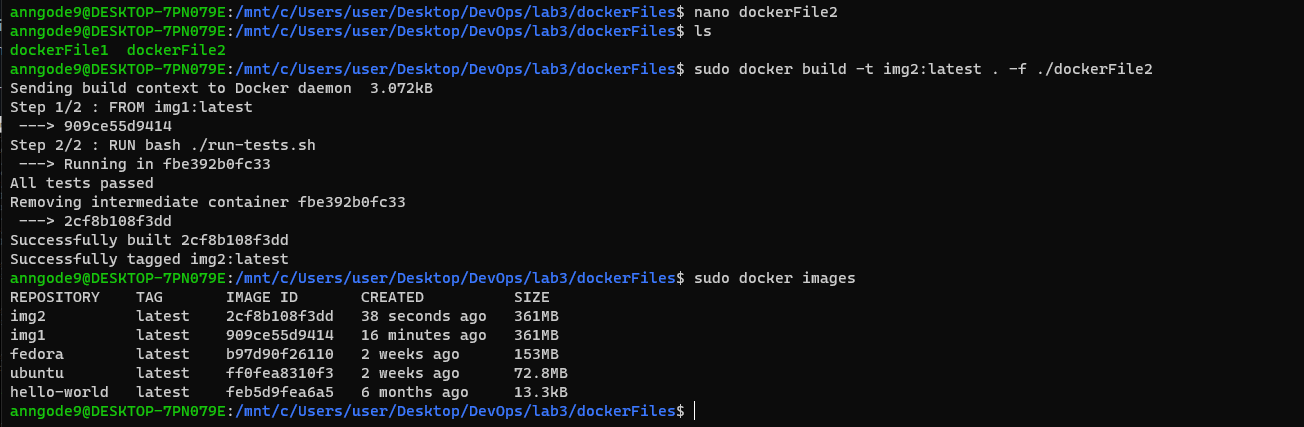 anngode9@DESKTOP-7PN079E:/mnt/c/Users/user/Desktop/DevOps/lab3/dockerFiles$ nano dockerFile2
anngode9@DESKTOP-7PN079E:/mnt/c/Users/user/Desktop/DevOps/lab3/dockerFiles$ ls
dockerFile1  dockerFile2
anngode9@DESKTOP-7PN079E:/mnt/c/Users/user/Desktop/DevOps/lab3/dockerFiles$ sudo docker build -t img2:latest . -f ./dockerFile2
Sending build context to Docker daemon  3.072kB
Step 1/2 : FROM img1:latest
 ---> 909ce55d9414
Step 2/2 : RUN bash ./run-tests.sh
 ---> Running in fbe392b0fc33
All tests passed
Removing intermediate container fbe392b0fc33
 ---> 2cf8b108f3dd
Successfully built 2cf8b108f3dd
Successfully tagged img2:latest
anngode9@DESKTOP-7PN079E:/mnt/c/Users/user/Desktop/DevOps/lab3/dockerFiles$ sudo docker images
REPOSITORY    TAG       IMAGE ID       CREATED          SIZE
img2          latest    2cf8b108f3dd   38 seconds ago   361MB
img1          latest    909ce55d9414   16 minutes ago   361MB
fedora        latest    b97d90f26110   2 weeks ago      153MB
ubuntu        latest    ff0fea8310f3   2 weeks ago      72.8MB
hello-world   latest    feb5d9fea6a5   6 months ago     13.3kB
anngode9@DESKTOP-7PN079E:/mnt/c/Users/user/Desktop/DevOps/lab3/dockerFiles$